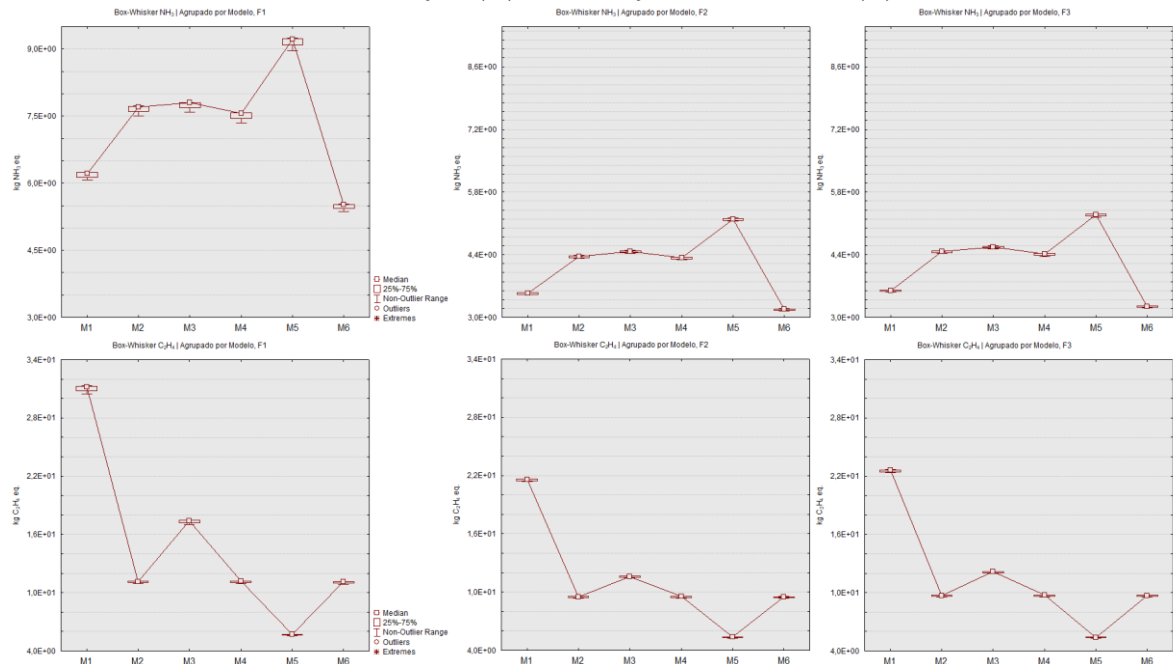 Box-Whisker NH₃ | Agrupado por Modelo, F1
9,0E+00
7,5E+00
6,0E+00
4,5E+00
3,0E+00
kg NH₃ eq.
M1 M2 M3 M4 M5 M6
Median
25%-75%
Non-Outlier Range
Outliers
Extremes
Box-Whisker NH₃ | Agrupado por Modelo, F2
8,6E+00
7,2E+00
5,8E+00
4,4E+00
3,0E+00
kg NH₃ eq.
M1 M2 M3 M4 M5 M6
Box-Whisker NH₃ | Agrupado por Modelo, F3
8,6E+00
7,2E+00
5,8E+00
4,4E+00
3,0E+00
kg NH₃ eq.
M1 M2 M3 M4 M5 M6
Box-Whisker C₂H₄ | Agrupado por Modelo, F1
3,4E+01
2,8E+01
2,2E+01
1,6E+01
1,0E+01
4,0E+00
kg C₂H₄ eq.
M1 M2 M3 M4 M5 M6
Median
25%-75%
Non-Outlier Range
Outliers
Extremes
Box-Whisker C₂H₄ | Agrupado por Modelo, F2
3,4E+01
2,8E+01
2,2E+01
1,6E+01
1,0E+01
4,0E+00
kg C₂H₄ eq.
M1 M2 M3 M4 M5 M6
Box-Whisker C₂H₄ | Agrupado por Modelo, F3
3,4E+01
2,8E+01
2,2E+01
1,6E+01
1,0E+01
4,0E+00
kg C₂H₄ eq.
M1 M2 M3 M4 M5 M6